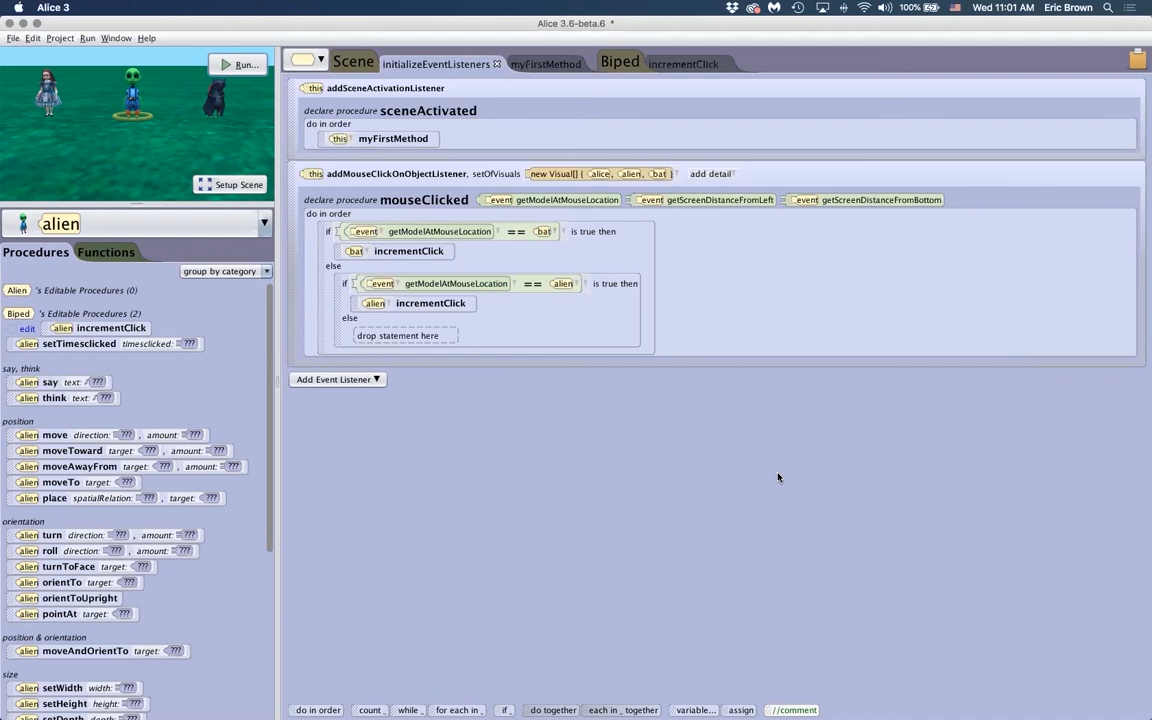 Alice 3 100% Wed 11:01 AM Eric Brown
Alice 3.6-beta.6 *
File Edit Project Run Window Help
Run...
Setup Scene
Scene initializeEventListeners myFirstMethod Biped incrementClick
this addSceneActivationListener
declare procedure sceneActivated
do in order
this myFirstMethod
this addMouseClickOnObjectListener, setOfVisuals new Visual[] { alice, alien, bat } add detail
declare procedure mouseClicked event getModelAtMouseLocation event getScreenDistanceFromLeft event getScreenDistanceFromBottom
do in order
if event getModelAtMouseLocation == bat is true then
bat incrementClick
else
if event getModelAtMouseLocation == alien is true then
alien incrementClick
else
drop statement here
Add Event Listener
alien
Procedures Functions
group by category
Alien 's Editable Procedures (0)
Biped 's Editable Procedures (2)
edit alien incrementClick
alien setTimesclicked timesclicked: ???
say, think
alien say text: ???
alien think text: ???
position
alien move direction: ??? , amount: ???
alien moveToward target: ??? , amount: ???
alien moveAwayFrom target: ??? , amount: ???
alien moveTo target: ???
alien place spatialRelation: ??? , target: ???
orientation
alien turn direction: ??? , amount: ???
alien roll direction: ??? , amount: ???
alien turnToFace target: ???
alien orientTo target: ???
alien orientToUpright
alien pointAt target: ???
position & orientation
alien moveAndOrientTo target: ???
size
alien setWidth width: ???
alien setHeight height: ???
alien setDepth depth: ???
do in order count _ while _ for each in _ if _ do together each in _ together variable... assign //comment